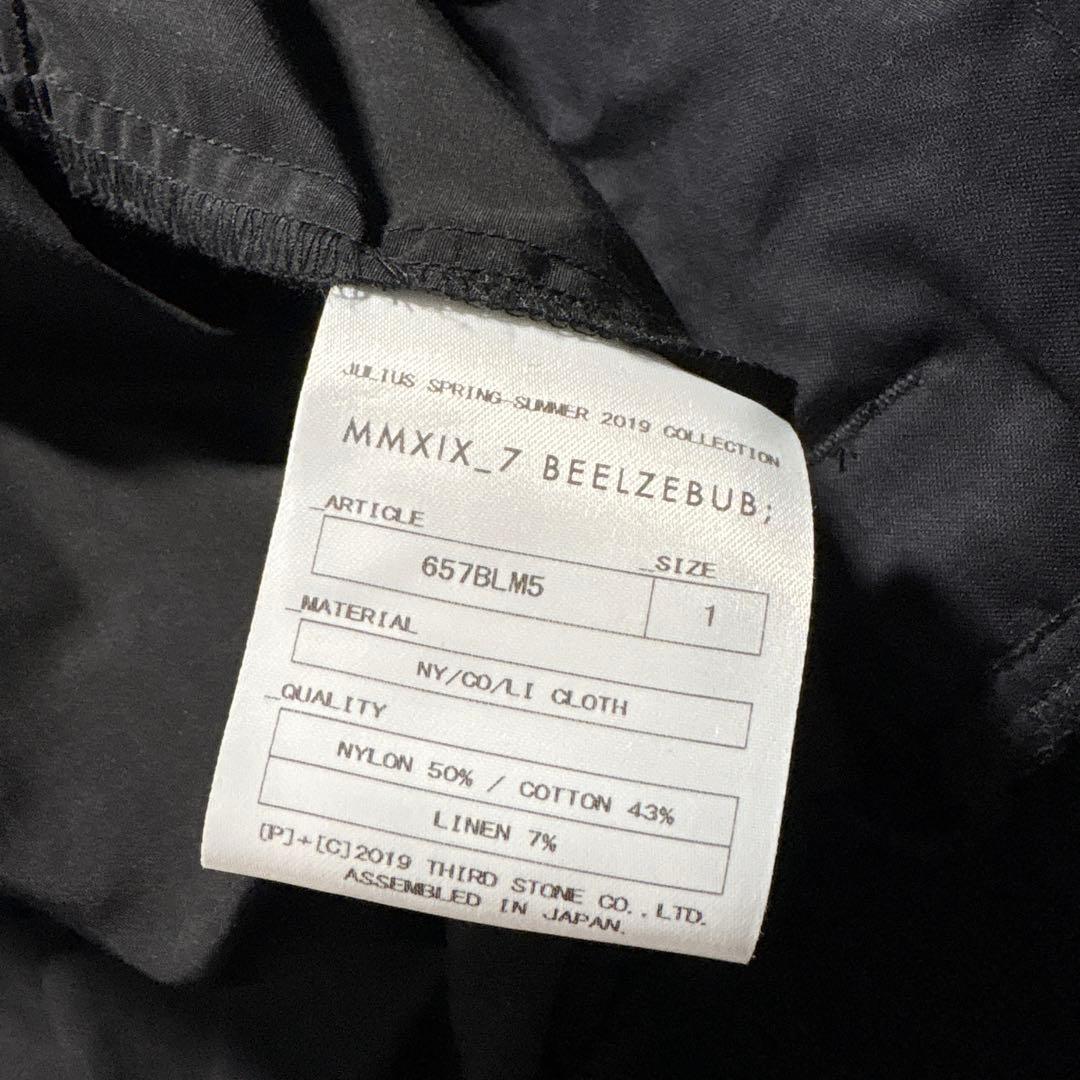 JULIUS SPRING-SUMMER 2019 COLLECTION
MMXIX_7 BEELZEBUB;
_ARTICLE
657BLM5
_SIZE
1
_MATERIAL
NY/CO/LI CLOTH
_QUALITY
NYLON 50% / COTTON 43%
LINEN 7%
[P]+[C]2019 THIRD STONE CO.,LTD.
ASSEMBLED IN JAPAN.